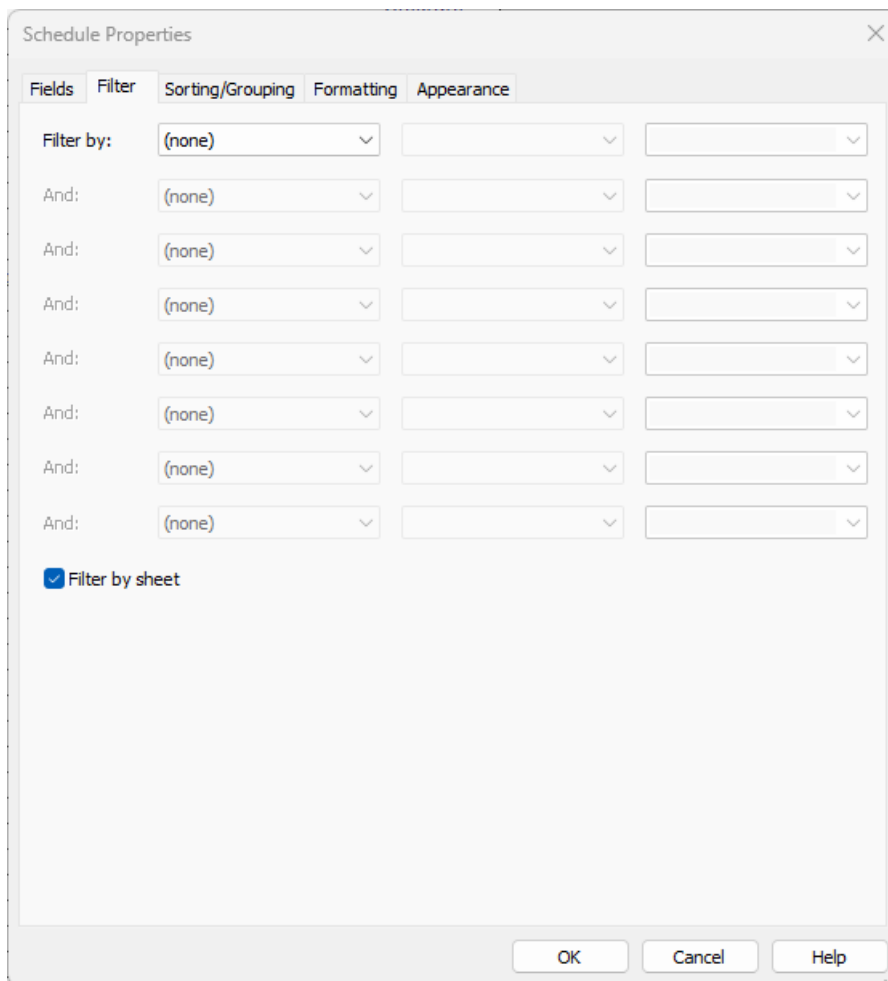 Schedule Properties
Fields Filter Sorting/Grouping Formatting Appearance
Filter by: (none)
And: (none)
And: (none)
And: (none)
And: (none)
And: (none)
And: (none)
And: (none)
Filter by sheet
OK Cancel Help